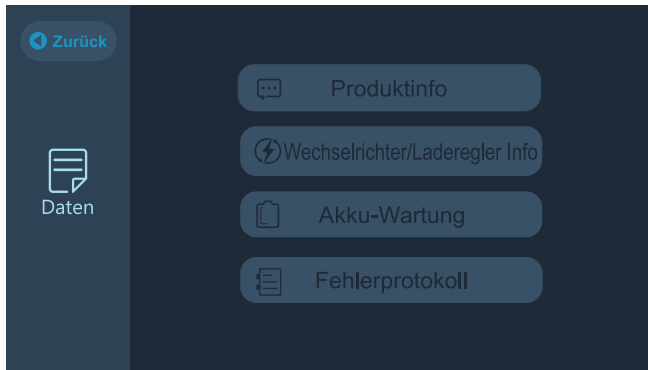 Zurück
Daten
Produktinfo
Wechselrichter/Laderegler Info
Akku-Wartung
Fehlerprotokoll